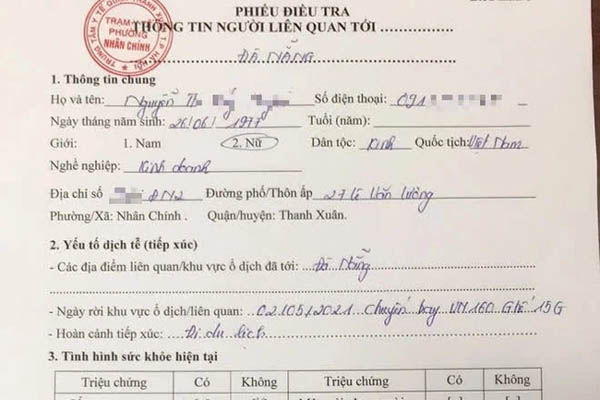 PHIẾU ĐIỀU TRA
THÔNG TIN NGƯỜI LIÊN QUAN TỚI ........
ĐÀ NẴNG
TRẠM Y TẾ
PHƯỜNG
NHÂN CHÍNH
1. Thông tin chung
Họ và tên: Nguyễn Thị Số điện thoại: 091
Ngày tháng năm sinh: 26/06/1977 Tuổi (năm):
Giới: 1. Nam 2. Nữ Dân tộc: Kinh Quốc tịch: Việt Nam
Nghề nghiệp: Kinh doanh
Địa chỉ số ĐN2 Đường phố/Thôn ấp 27 Lê Văn Lương
Phường/Xã: Nhân Chính . Quận/huyện: Thanh Xuân.
2. Yếu tố dịch tễ (tiếp xúc)
- Các địa điểm liên quan/khu vực ổ dịch đã tới: Đà Nẵng
- Ngày rời khu vực ổ dịch/liên quan: 02/05/2021 chuyến bay VN160 Ghế 15G
- Hoàn cảnh tiếp xúc: Đi du lịch
3. Tình hình sức khỏe hiện tại
Triệu chứng Có Không Triệu chứng Có Không